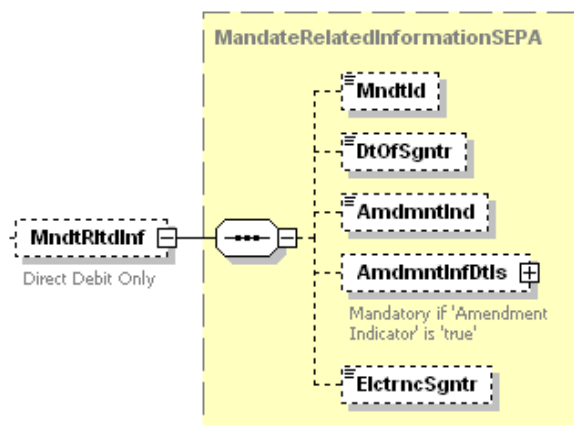 MandateRelatedInformationSEPA
MndtId
DtOfSgntr
AmdmntInd
MndtRltdInf
Direct Debit Only
AmdmntInfDtls
Mandatory if 'Amendment
Indicator' is 'true'
ElctrncSgntr